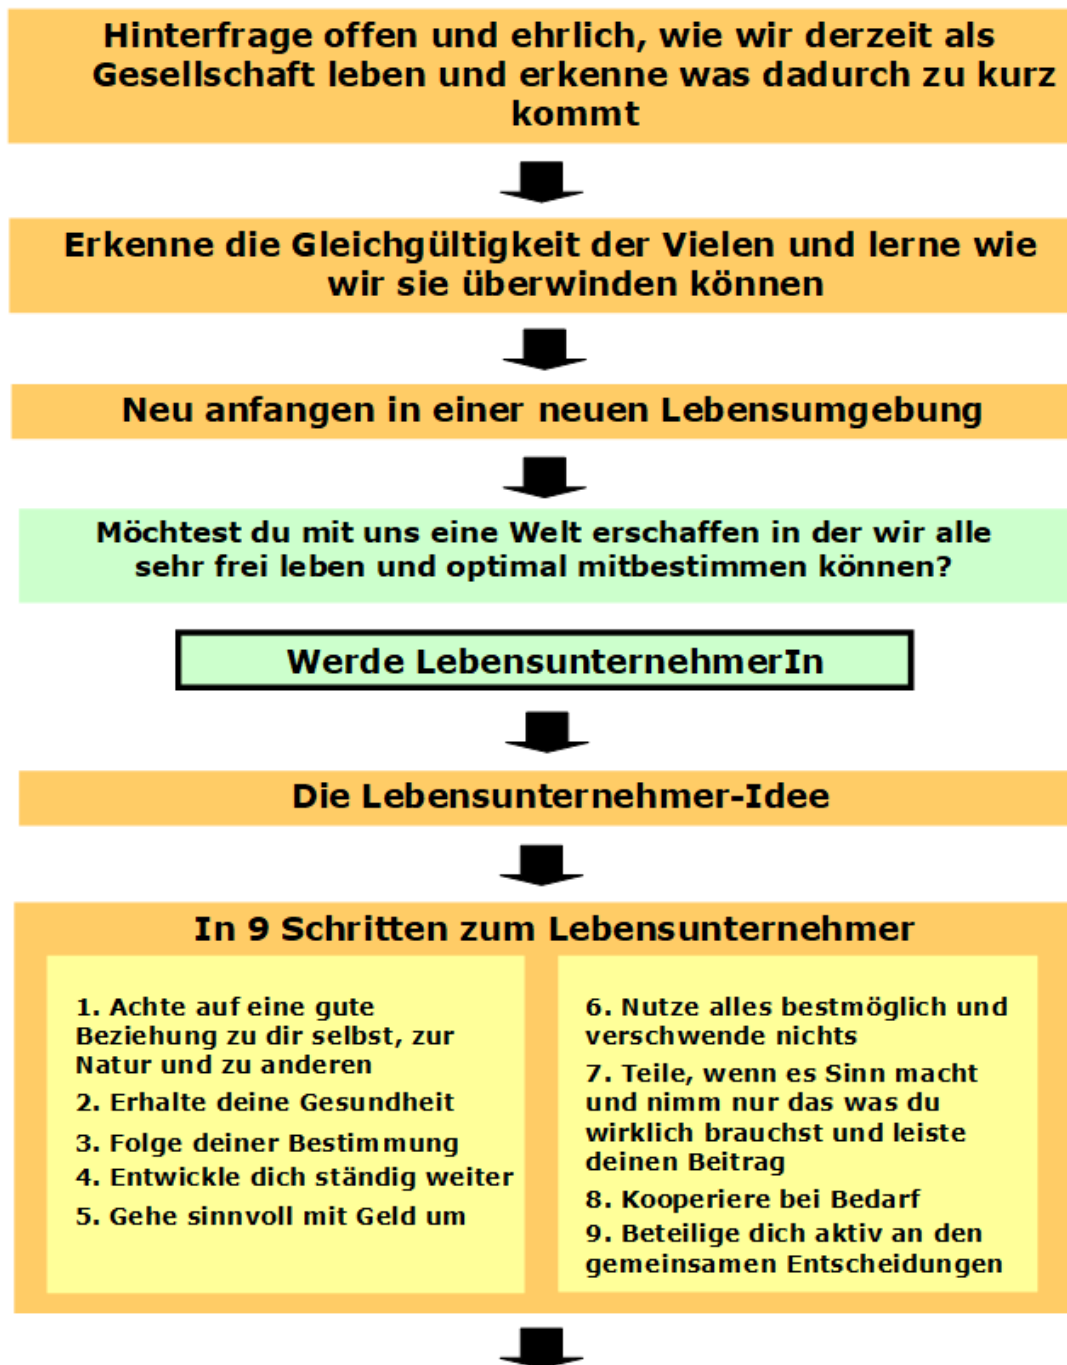 Hinterfrage offen und ehrlich, wie wir derzeit als
Gesellschaft leben und erkenne was dadurch zu kurz
kommt
Erkenne die Gleichgültigkeit der Vielen und lerne wie
wir sie überwinden können
Neu anfangen in einer neuen Lebensumgebung
Möchtest du mit uns eine Welt erschaffen in der wir alle
sehr frei leben und optimal mitbestimmen können?
Werde LebensunternehmerIn
Die Lebensunternehmer-Idee
In 9 Schritten zum Lebensunternehmer
1. Achte auf eine gute
Beziehung zu dir selbst, zur
Natur und zu anderen
2. Erhalte deine Gesundheit
3. Folge deiner Bestimmung
4. Entwickle dich ständig weiter
5. Gehe sinnvoll mit Geld um
6. Nutze alles bestmöglich und
verschwende nichts
7. Teile, wenn es Sinn macht
und nimm nur das was du
wirklich brauchst und leiste
deinen Beitrag
8. Kooperiere bei Bedarf
9. Beteilige dich aktiv an den
gemeinsamen Entscheidungen